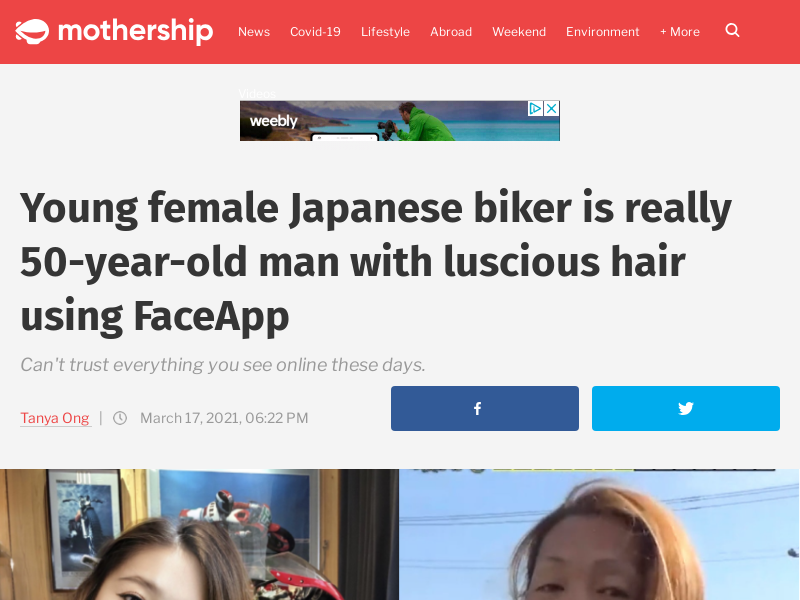 mothership
News Covid-19 Lifestyle Abroad Weekend Environment + More
Videos
weebly
Young female Japanese biker is really
50-year-old man with luscious hair
using FaceApp
Can't trust everything you see online these days.
Tanya Ong | March 17, 2021, 06:22 PM